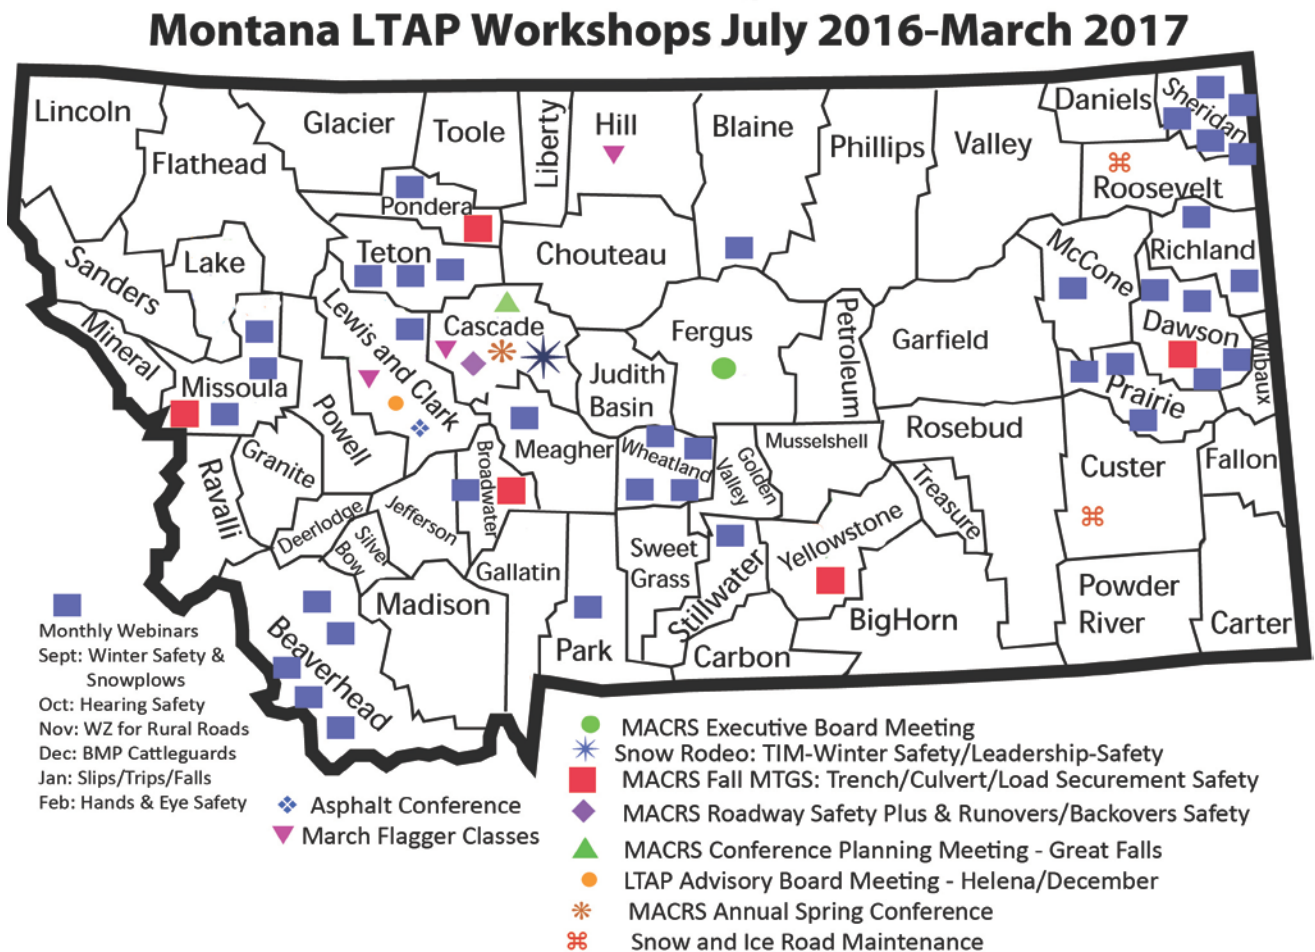 Montana LTAP Workshops July 2016-March 2017
Lincoln
Flathead
Glacier
Toole
Liberty
Hill
Blaine
Phillips
Valley
Daniels
Sheridan
Roosevelt
Pondera
Teton
Chouteau
Lake
Sanders
Mineral
Missoula
Lewis and Clark
Cascade
Fergus
Petroleum
Garfield
McCone
Richland
Dawson
Wibaux
Prairie
Judith
Basin
Powell
Granite
Ravalli
Deerlodge
Silver
Bow
Jefferson
Broadwater
Meagher
Wheatland
Golden
Valley
Musselshell
Rosebud
Treasure
Custer
Fallon
Yellowstone
Sweet
Grass
Stillwater
Gallatin
Madison
Beaverhead
Park
Carbon
BigHorn
Powder
River
Carter
Monthly Webinars
Sept: Winter Safety &
Snowplows
Oct: Hearing Safety
Nov: WZ for Rural Roads
Dec: BMP Cattleguards
Jan: Slips/Trips/Falls
Feb: Hands & Eye Safety
Asphalt Conference
March Flagger Classes
MACRS Executive Board Meeting
Snow Rodeo: TIM-Winter Safety/Leadership-Safety
MACRS Fall MTGS: Trench/Culvert/Load Securement Safety
MACRS Roadway Safety Plus & Runovers/Backovers Safety
MACRS Conference Planning Meeting - Great Falls
LTAP Advisory Board Meeting - Helena/December
MACRS Annual Spring Conference
Snow and Ice Road Maintenance